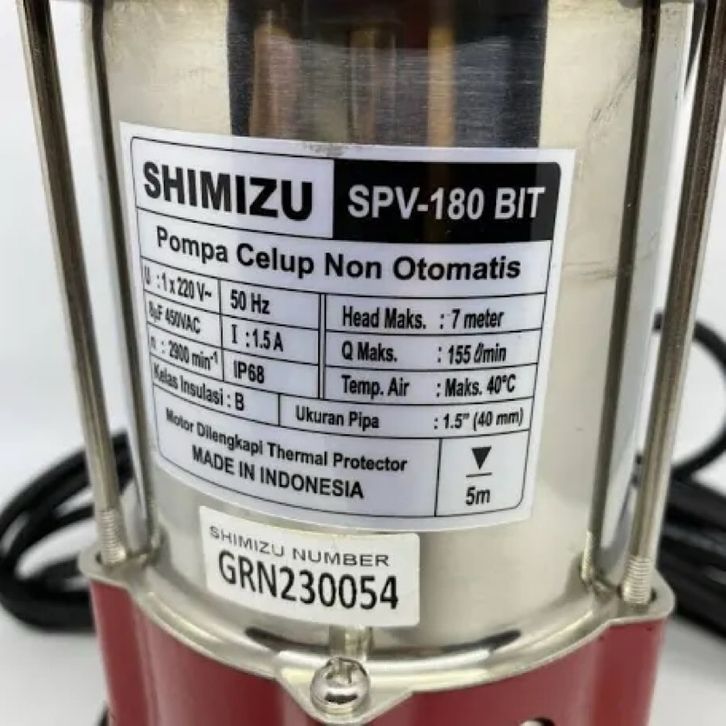 SHIMIZU SPV-180 BIT
Pompa Celup Non Otomatis
U : 1 x 220 V~ 50 Hz
8µF 450VAC I : 1.5 A
n : 2900 min⁻¹ IP68
Kelas Insulasi : B
Head Maks. : 7 meter
Q Maks. : 155 ℓ/min
Temp. Air : Maks. 40°C
Ukuran Pipa : 1.5” (40 mm)
Motor Dilengkapi Thermal Protector
MADE IN INDONESIA
▼ 5m
SHIMIZU NUMBER
GRN230054